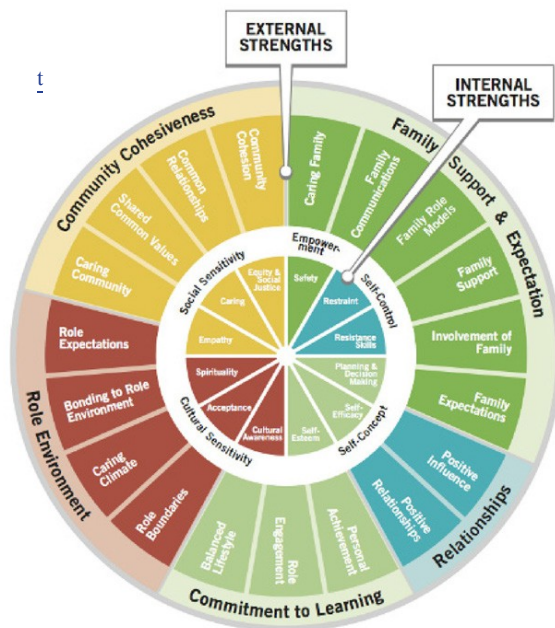 EXTERNAL
STRENGTHS
t
INTERNAL
STRENGTHS
Community Cohesiveness
Caring
Community
Shared
Common Values
Common
Relationships
Community
Cohesion
Family Support & Expectation
Caring Family
Family
Communications
Family Role
Models
Family
Support
Involvement of
Family
Family
Expectations
Relationships
Positive
Influence
Positive
Relationships
Commitment to Learning
Personal
Achievement
Role
Engagement
Balanced
Lifestyle
Role Environment
Role
Boundaries
Caring
Climate
Bonding to Role
Environment
Role
Expectations
Social Sensitivity
Empathy
Caring
Equity & Social
Justice
Empower-
ment
Safety
Self-Control
Restraint
Resistance
Skills
Self-Concept
Planning &
Decision
Making
Self-
Efficacy
Self-
Esteem
Cultural Sensitivity
Cultural
Awareness
Acceptance
Spirituality